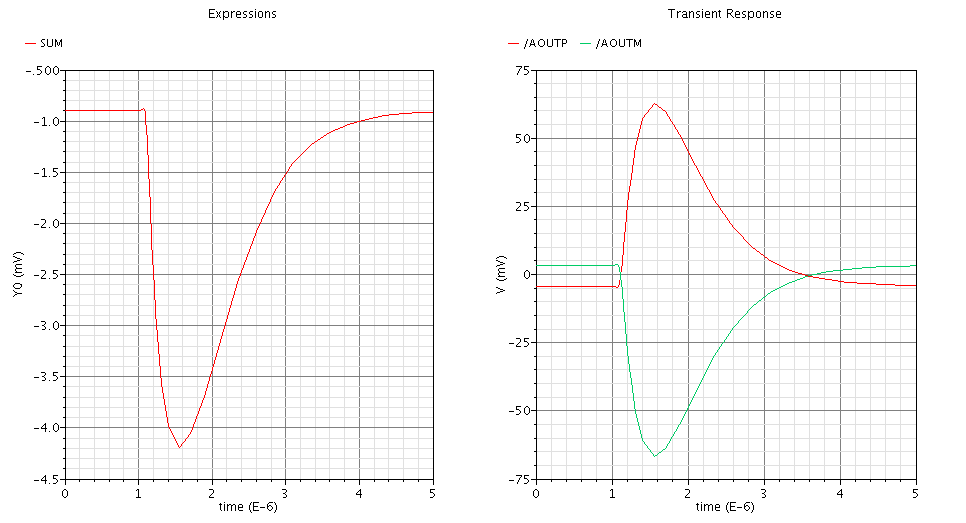 Expressions
SUM
-.500
-1.0
-1.5
-2.0
-2.5
-3.0
-3.5
-4.0
-4.5
Y0 (mV)
0 1 2 3 4 5
time (E-6)
Transient Response
/AOUTP /AOUTM
75
50
25
0
-25
-50
-75
V (mV)
0 1 2 3 4 5
time (E-6)